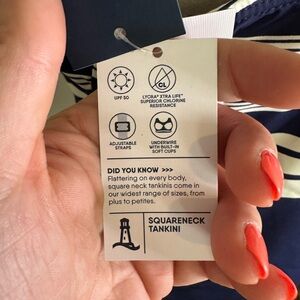 UPF 50
CL
LYCRA® XTRA LIFE™
SUPERIOR CHLORINE
RESISTANCE
ADJUSTABLE
STRAPS
UNDERWIRE
WITH BUILT-IN
SOFT CUPS
DID YOU KNOW >>>
Flattering on every body,
square neck tankinis come in
our widest range of sizes, from
plus to petites.
SQUARENECK
TANKINI